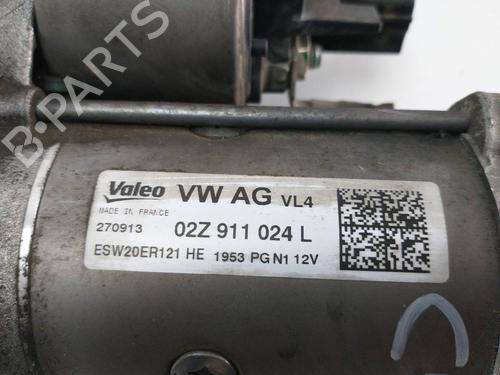 B-PARTS
Valeo VW AG VL4
MADE IN FRANCE
270913 02Z 911 024 L
ESW20ER121 HE 1953 PG N1 12V